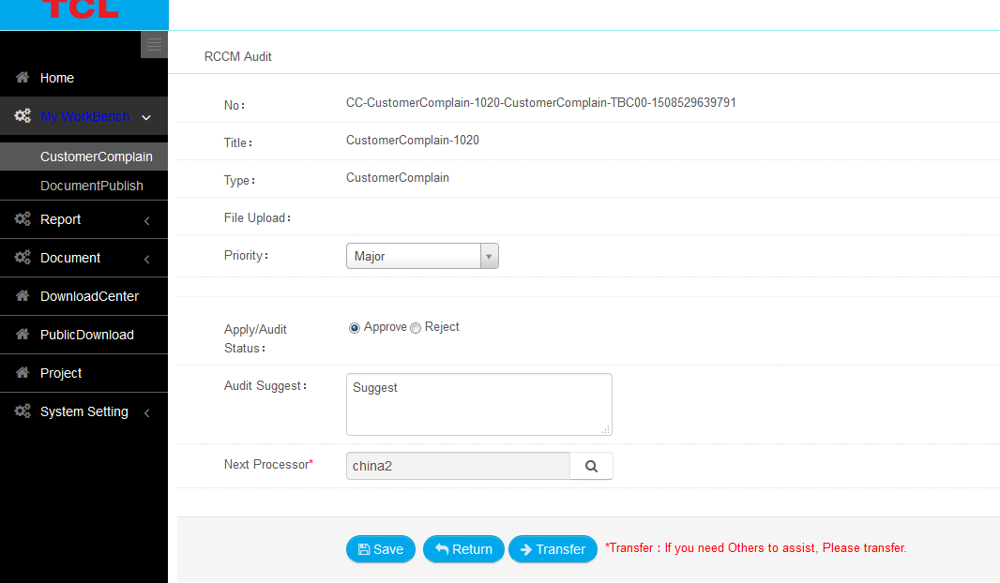 TCL
Home
My WorkBench
CustomerComplain
DocumentPublish
Report
Document
DownloadCenter
PublicDownload
Project
System Setting
RCCM Audit
No：
CC-CustomerComplain-1020-CustomerComplain-TBC00-1508529639791
Title：
CustomerComplain-1020
Type：
CustomerComplain
File Upload：
Priority：
Major
Apply/Audit
Status：
Approve
Reject
Audit Suggest：
Suggest
Next Processor*
china2
Save
Return
Transfer
*Transfer：If you need Others to assist, Please transfer.